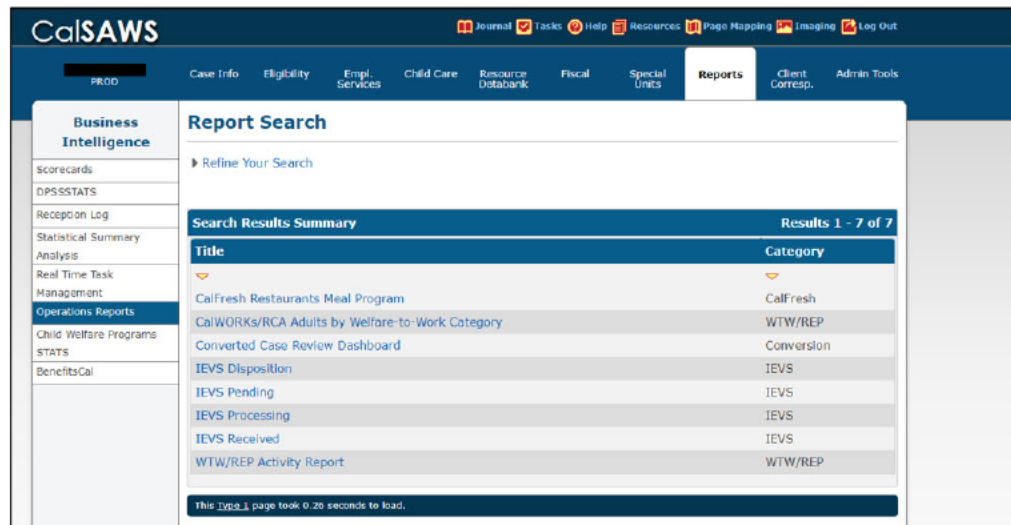 CalSAWS
Journal Tasks Help Resources Page Mapping Imaging Log Out
PROD
Case Info Eligibility Empl. Services Child Care Resource Databank Fiscal Special Units Reports Client Corresp. Admin Tools
Business
Intelligence
Scorecards
DPSSSTATS
Reception Log
Statistical Summary
Analysis
Real Time Task
Management
Operations Reports
Child Welfare Programs
STATS
BenefitsCal
Report Search
Refine Your Search
Search Results Summary Results 1 - 7 of 7
Title Category
CalFresh Restaurants Meal Program CalFresh
CalWORKs/RCA Adults by Welfare-to-Work Category WTW/REP
Converted Case Review Dashboard Conversion
IEVS Disposition IEVS
IEVS Pending IEVS
IEVS Processing IEVS
IEVS Received IEVS
WTW/REP Activity Report WTW/REP
This Type 1 page took 0.26 seconds to load.